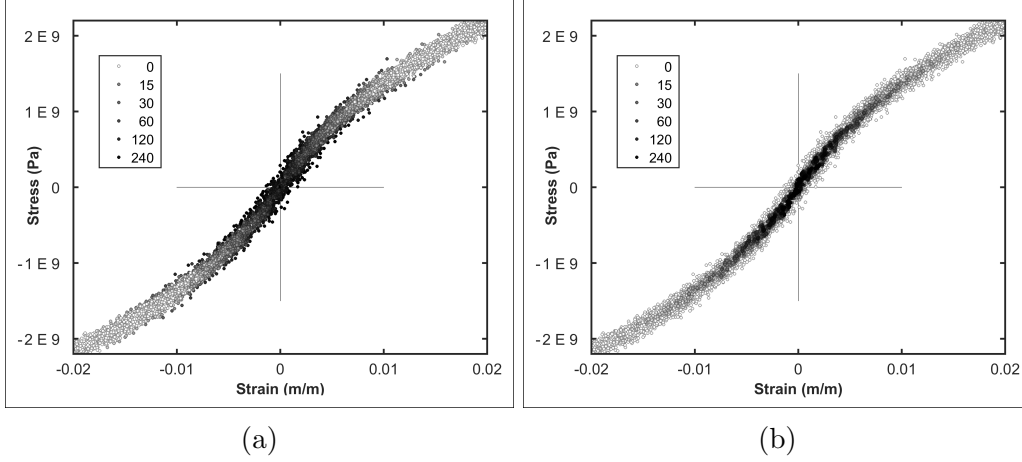 2 E 9
1 E 9
0
-1 E 9
-2 E 9
Stress (Pa)
0
15
30
60
120
240
-0.02 -0.01 0 0.01 0.02
Strain (m/m)
(a)
2 E 9
1 E 9
0
-1 E 9
-2 E 9
Stress (Pa)
0
15
30
60
120
240
-0.02 -0.01 0 0.01 0.02
Strain (m/m)
(b)